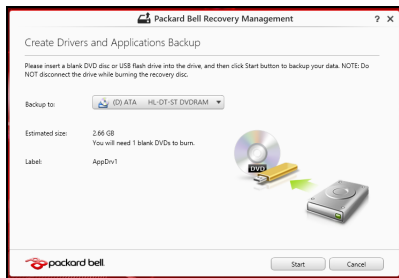 Packard Bell Recovery Management
? X
Create Drivers and Applications Backup
Please insert a blank DVD disc or USB flash drive into the drive, and then click Start button to backup your data. NOTE: Do
NOT disconnect the drive while burning the recovery disc.
Backup to: (D) ATA HL-DT-ST DVDRAM
Estimated size: 2.66 GB
You will need 1 blank DVDs to burn.
Label: AppDrv1
DVD
packard bell.
Start Cancel